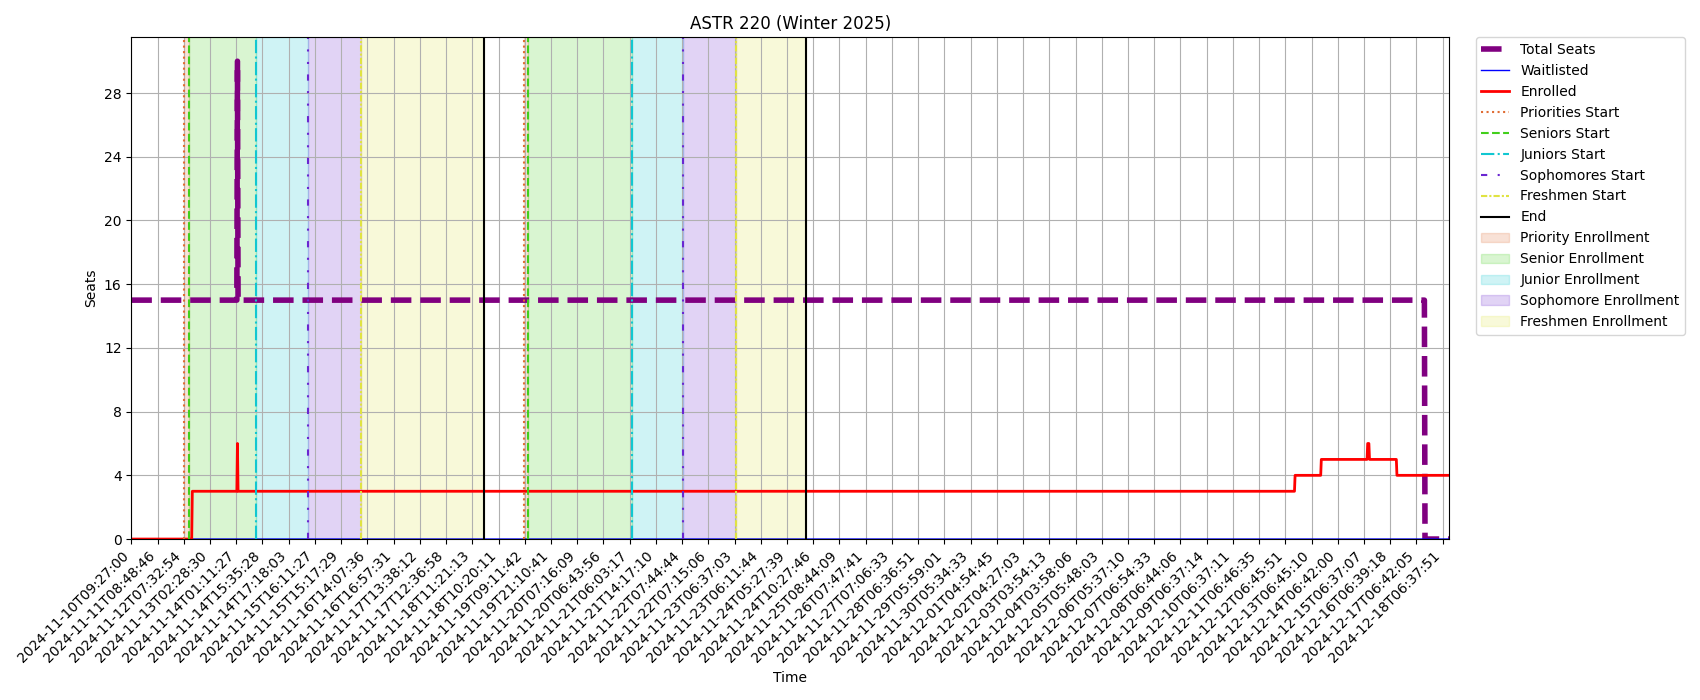 ASTR 220 (Winter 2025)
Seats
28
24
20
16
12
8
4
0
2024-11-10T09:27:00
2024-11-11T08:48:46
2024-11-12T07:32:54
2024-11-13T02:28:30
2024-11-14T01:11:27
2024-11-14T15:35:28
2024-11-14T17:18:03
2024-11-15T16:11:27
2024-11-15T15:17:29
2024-11-16T14:07:36
2024-11-16T16:57:31
2024-11-17T13:38:12
2024-11-17T12:36:58
2024-11-18T11:21:13
2024-11-18T10:20:11
2024-11-19T09:11:42
2024-11-19T21:10:41
2024-11-20T07:16:09
2024-11-20T06:43:56
2024-11-21T06:03:17
2024-11-21T14:17:10
2024-11-22T07:44:44
2024-11-22T07:15:06
2024-11-23T06:37:03
2024-11-23T06:11:44
2024-11-24T05:27:39
2024-11-24T10:27:46
2024-11-25T08:44:09
2024-11-26T07:47:41
2024-11-27T07:06:33
2024-11-28T06:36:51
2024-11-29T05:59:01
2024-11-30T05:34:33
2024-12-01T04:54:45
2024-12-02T04:27:03
2024-12-03T03:54:13
2024-12-04T03:58:06
2024-12-05T05:48:03
2024-12-06T05:37:10
2024-12-07T06:54:33
2024-12-08T06:44:06
2024-12-09T06:37:14
2024-12-10T06:37:11
2024-12-11T06:46:35
2024-12-12T06:45:51
2024-12-13T06:45:10
2024-12-14T06:42:00
2024-12-15T06:37:07
2024-12-16T06:39:18
2024-12-17T06:42:05
2024-12-18T06:37:51
Time
Total Seats
Waitlisted
Enrolled
Priorities Start
Seniors Start
Juniors Start
Sophomores Start
Freshmen Start
End
Priority Enrollment
Senior Enrollment
Junior Enrollment
Sophomore Enrollment
Freshmen Enrollment